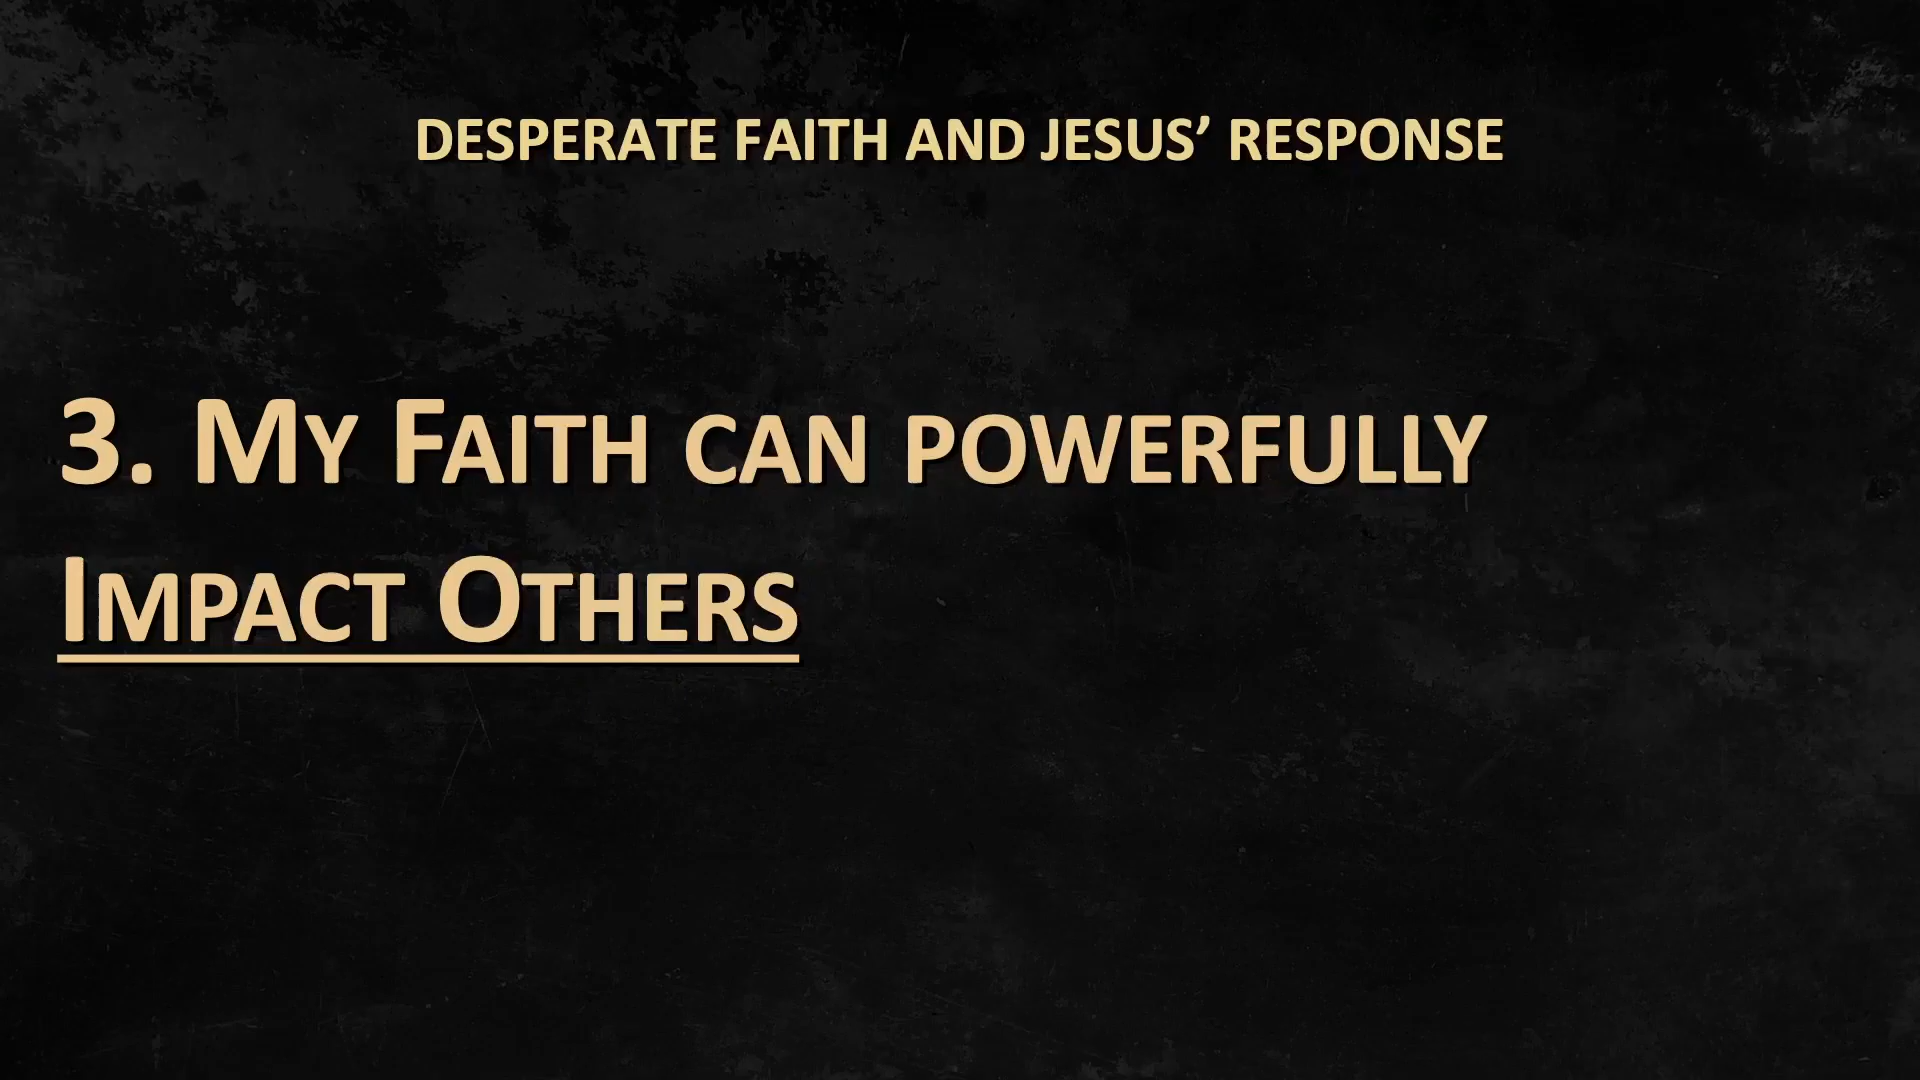 DESPERATE FAITH AND JESUS’ RESPONSE
3. My Faith can powerfully
Impact Others